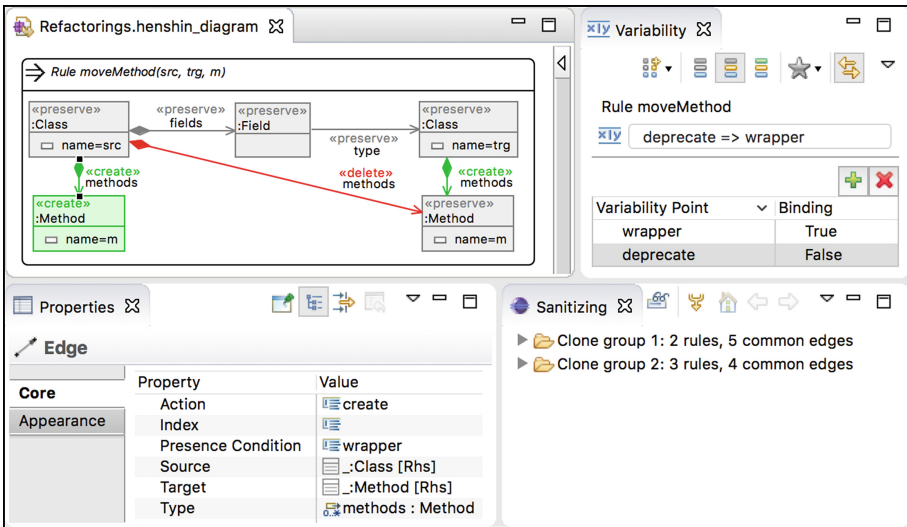 Refactorings.henshin_diagram
Rule moveMethod(src, trg, m)
«preserve»
:Class
name=src
«preserve»
fields
«preserve»
:Field
«preserve»
type
«preserve»
:Class
name=trg
«create»
methods
«delete»
methods
«create»
methods
«create»
:Method
name=m
«preserve»
:Method
name=m
x|y Variability
Rule moveMethod
x|y deprecate => wrapper
Variability Point Binding
wrapper True
deprecate False
Properties
Edge
Core
Appearance
Property Value
Action create
Index
Presence Condition wrapper
Source _:Class [Rhs]
Target _:Method [Rhs]
Type methods : Method
Sanitizing
Clone group 1: 2 rules, 5 common edges
Clone group 2: 3 rules, 4 common edges